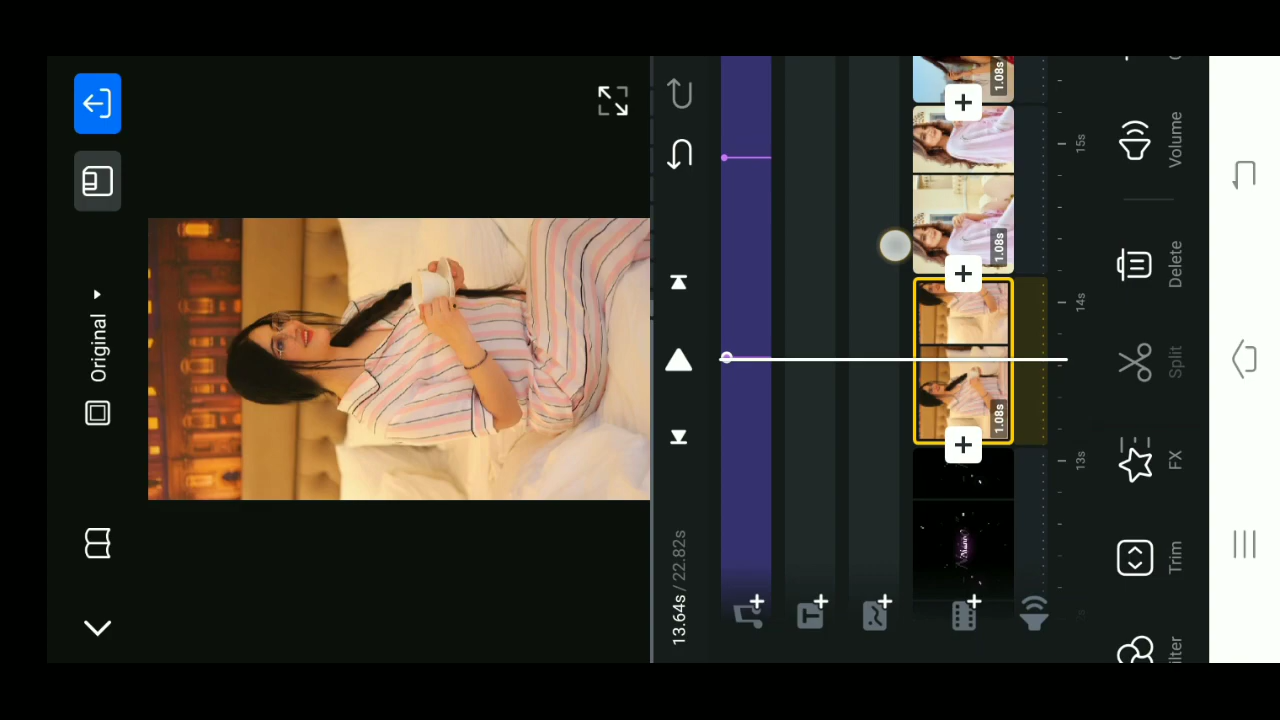 Original
13.64s / 22.82s
1.08s 1.08s 1.08s
13s 14s 15s
ilter Trim FX Split Delete Volume